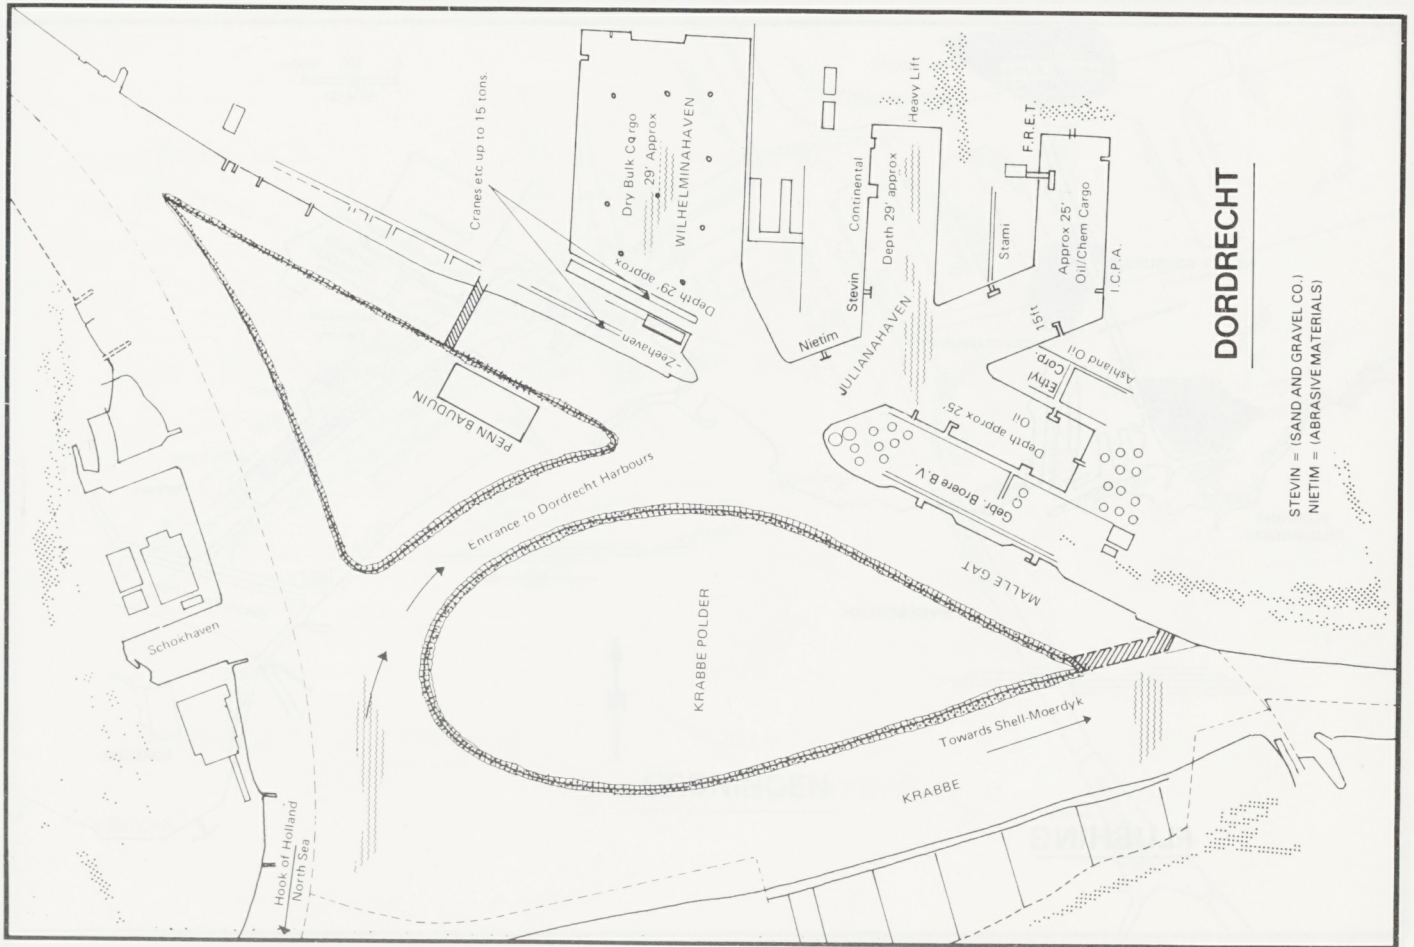 DORDRECHT
STEVIN = (SAND AND GRAVEL CO.)
NIETIM = (ABRASIVE MATERIALS)
Cranes etc up to 15 tons.
Dry Bulk Cargo
29' Approx
WILHELMINAHAVEN
Depth 29' approx
-Zeehaven-
PENN BAUDUIN
Entrance to Dordrecht Harbours
Schokhaven
Hook of Holland
North Sea
KRABBE POLDER
KRABBE
Towards Shell-Moerdyk
MALLE GAT
Gebr. Broere B.V.
Depth approx 25'
Oil
Ethyl
Corp.
Ashland Oil
15ft
JULIANAHAVEN
Nietim
Stevin
Continental
Depth 29' approx
Heavy Lift
Stami
F.R.E.T.
Approx 25'
Oil/Chem Cargo
I.C.P.A.